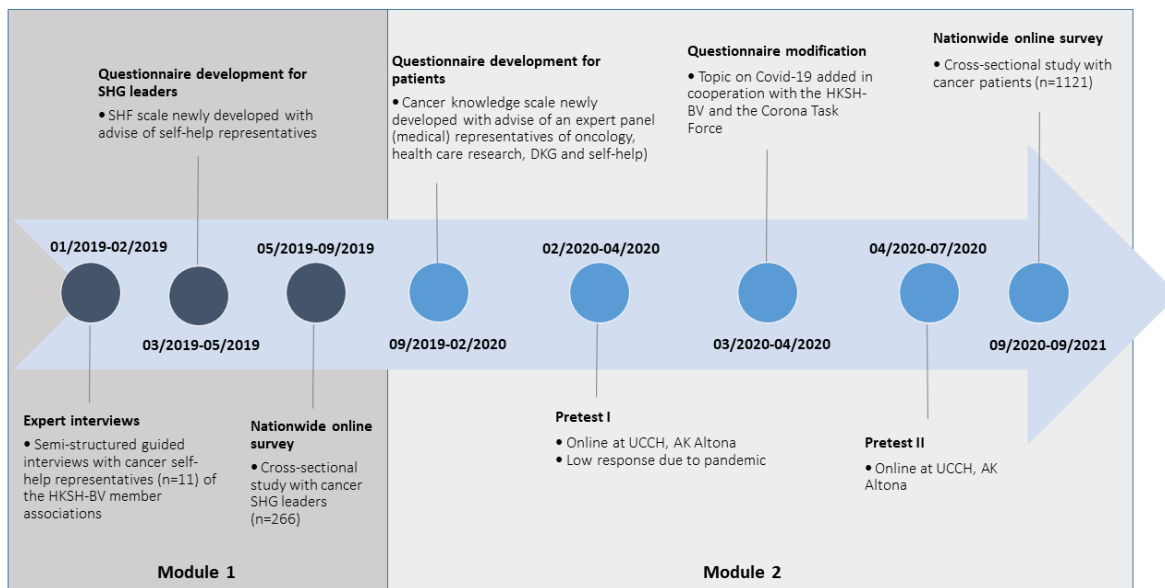 Questionnaire development for
SHG leaders
• SHF scale newly developed with
advise of self-help representatives
Questionnaire development for
patients
• Cancer knowledge scale newly
developed with advise of an expert panel
(medical) representatives of oncology,
health care research, DKG and self-help)
Questionnaire modification
• Topic on Covid-19 added in
cooperation with the HKSH-
BV and the Corona Task
Force
Nationwide online survey
• Cross-sectional study with
cancer patients (n=1121)
01/2019-02/2019
05/2019-09/2019
02/2020-04/2020
04/2020-07/2020
03/2019-05/2019
09/2019-02/2020
03/2020-04/2020
09/2020-09/2021
Expert interviews
• Semi-structured guided
interviews with cancer self-
help representatives (n=11) of
the HKSH-BV member
associations
Nationwide online
survey
• Cross-sectional
study with cancer
SHG leaders
(n=266)
Pretest I
• Online at UCCH, AK Altona
• Low response due to pandemic
Pretest II
• Online at UCCH, AK
Altona
Module 1
Module 2